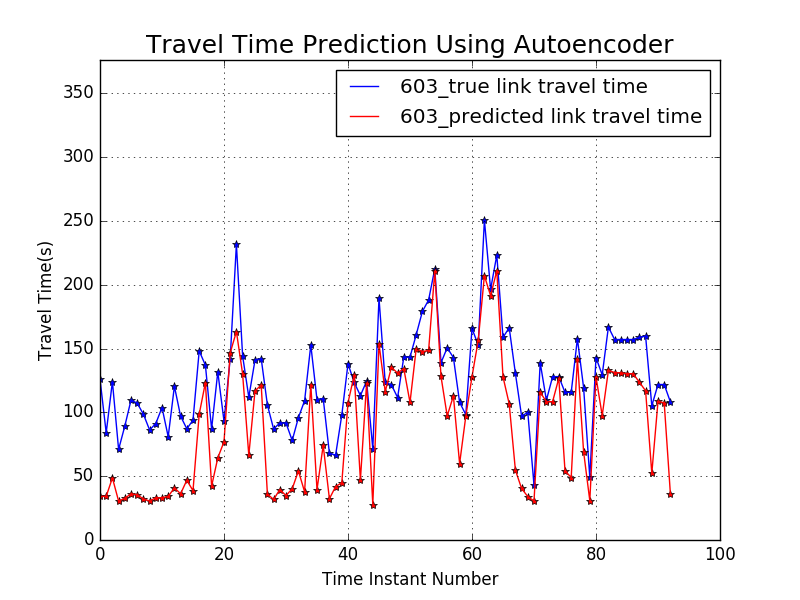 Travel Time Prediction Using Autoencoder
603_true link travel time
603_predicted link travel time
350
300
250
200
150
100
50
0
Travel Time(s)
0 20 40 60 80 100
Time Instant Number